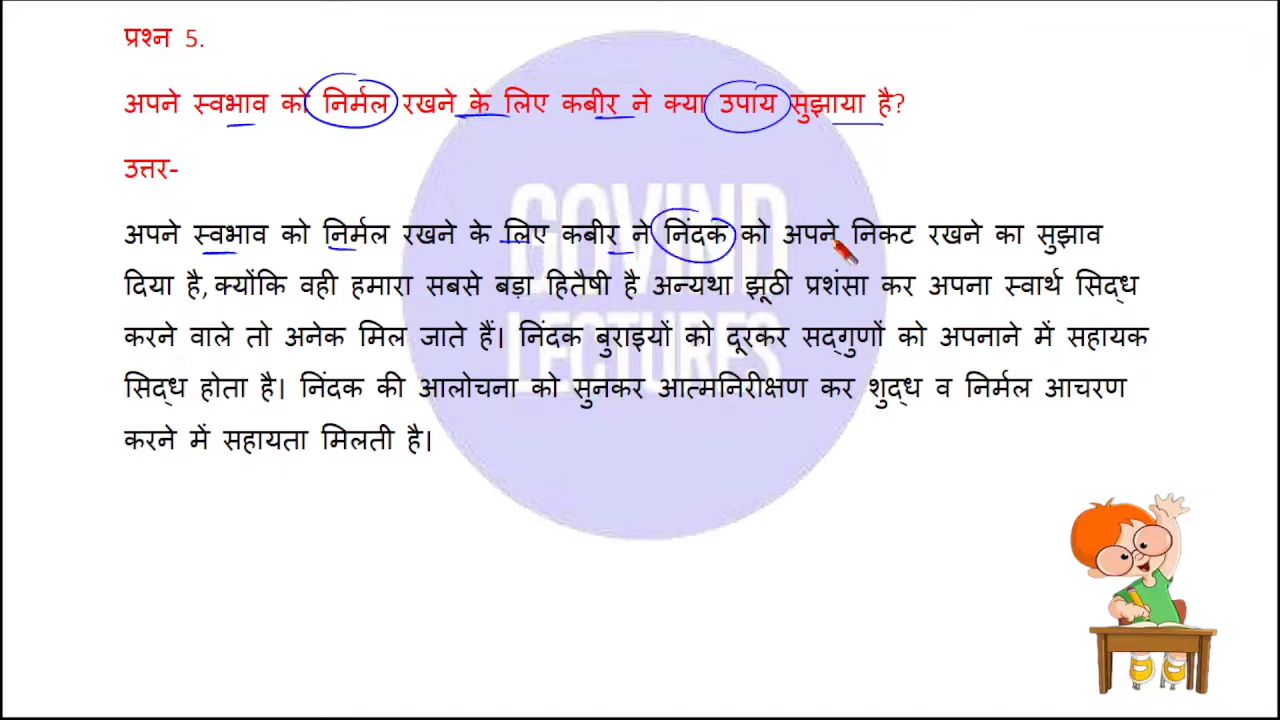 प्रश्न 5.
अपने स्वभाव को निर्मल रखने के लिए कबीर ने क्या उपाय सुझाया है?
उत्तर-
अपने स्वभाव को निर्मल रखने के लिए कबीर ने निंदक को अपने निकट रखने का सुझाव
दिया है, क्योंकि वही हमारा सबसे बड़ा हितैषी है अन्यथा झूठी प्रशंसा कर अपना स्वार्थ सिद्ध
करने वाले तो अनेक मिल जाते हैं। निंदक बुराइयों को दूरकर सद्गुणों को अपनाने में सहायक
सिद्ध होता है। निंदक की आलोचना को सुनकर आत्मनिरीक्षण कर शुद्ध व निर्मल आचरण
करने में सहायता मिलती है।
GOVIND
LECTURES